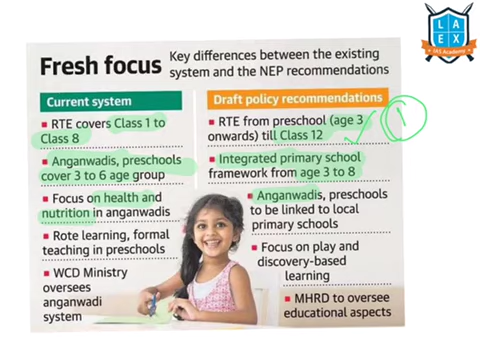 L A
E X
IAS Academy
Fresh focus
Key differences between the existing
system and the NEP recommendations
Current system
▪ RTE covers Class 1 to
Class 8
▪ Anganwadis, preschools
cover 3 to 6 age group
▪ Focus on health and
nutrition in anganwadis
▪ Rote learning, formal
teaching in preschools
▪ WCD Ministry
oversees
anganwadi
system
Draft policy recommendations
▪ RTE from preschool (age 3
onwards) till Class 12
1
▪ Integrated primary school
framework from age 3 to 8
▪ Anganwadis, preschools
to be linked to local
primary schools
▪ Focus on play and
discovery-based
learning
▪ MHRD to oversee
educational aspects